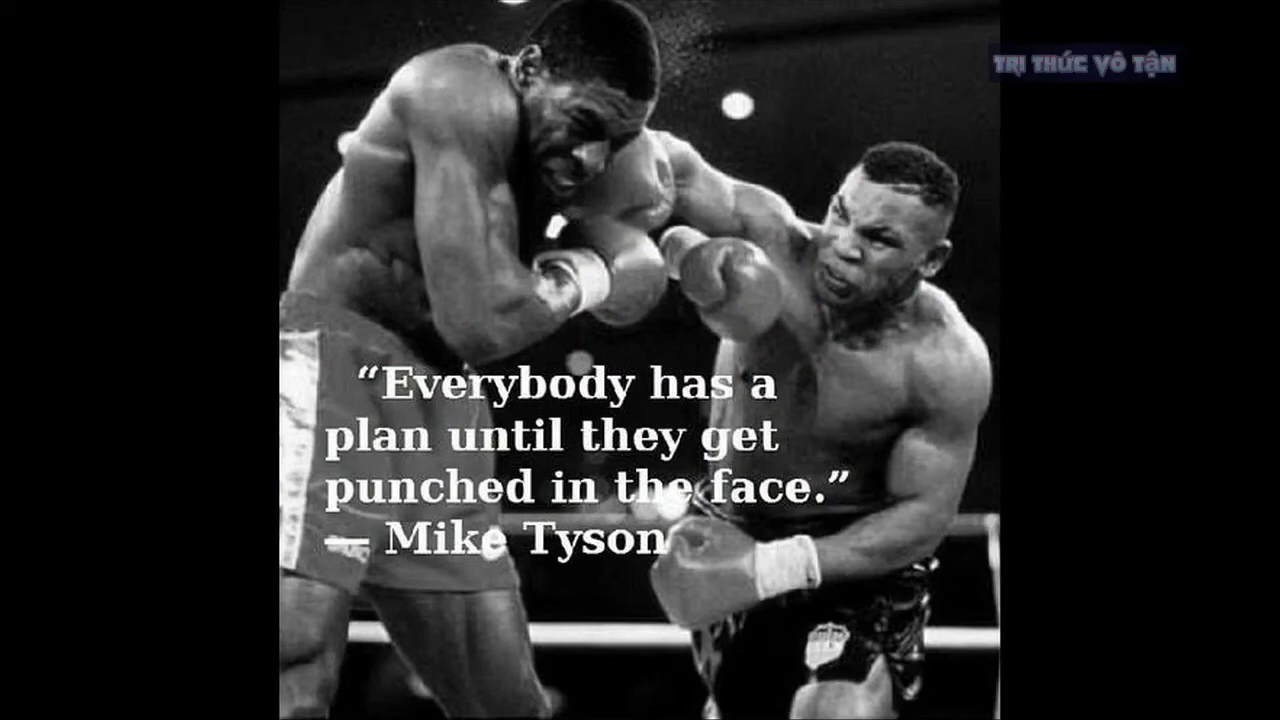 TRI THỨC VÔ TẬN
“Everybody has a
plan until they get
punched in the face.”
— Mike Tyson